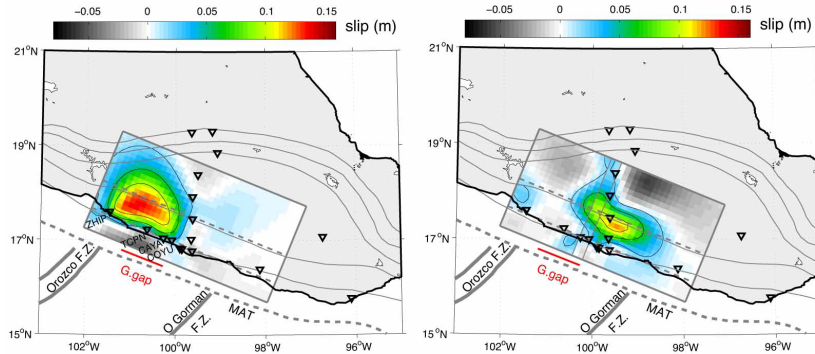 -0.05 0 0.05 0.1 0.15 slip (m)
21°N
19°N
17°N
15°N
102°W 100°W 98°W 96°W
ZHIP
TCPN
CAYA
COYU
G.gap
Orozco F.Z.
O Gorman
F.Z.
MAT
-0.05 0 0.05 0.1 0.15 slip (m)
21°N
19°N
17°N
15°N
102°W 100°W 98°W 96°W
G.gap
Orozco F.Z.
O Gorman
F.Z.
MAT